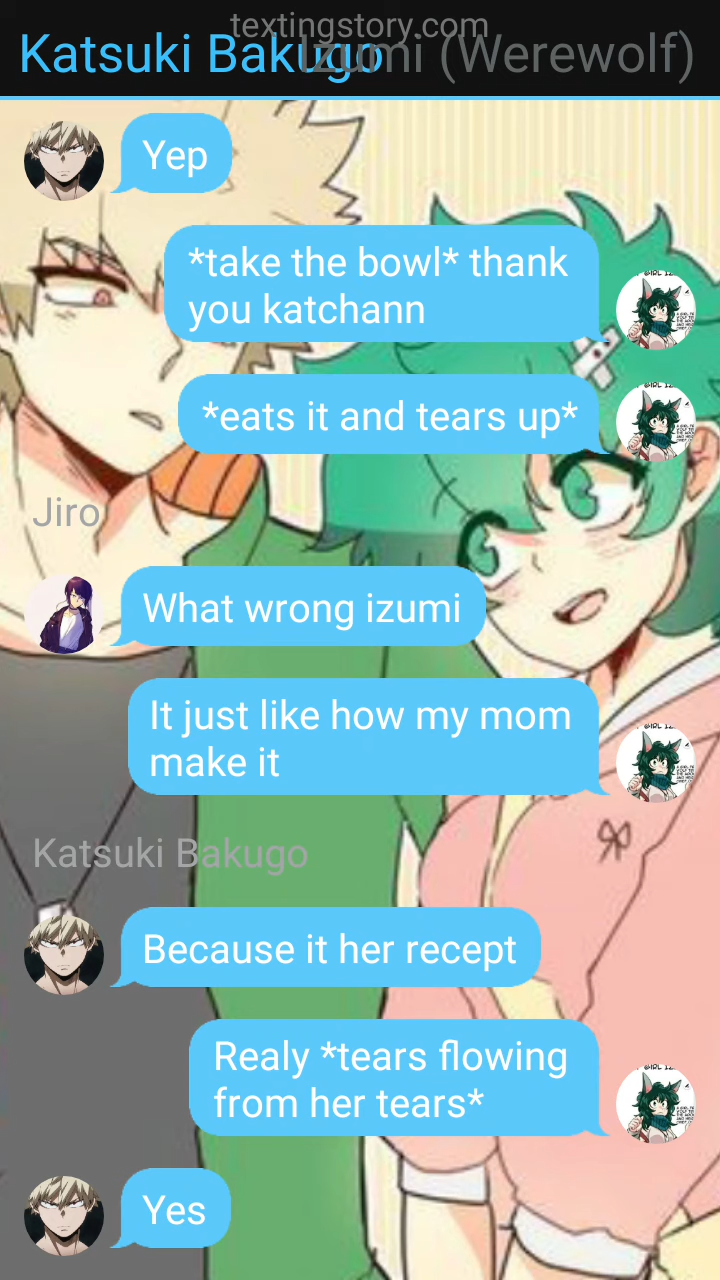 textingstory.com
Katsuki Bakugo
Izumi (Werewolf)
Yep
*take the bowl* thank
you katchann
*eats it and tears up*
Jiro
What wrong izumi
It just like how my mom
make it
Katsuki Bakugo
Because it her recept
Realy *tears flowing
from her tears*
Yes